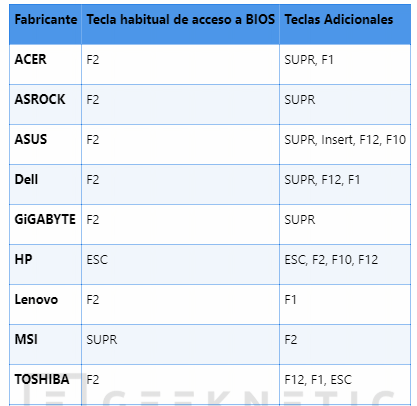 Fabricante Tecla habitual de acceso a BIOS Teclas Adicionales
ACER F2 SUPR, F1
ASROCK F2 SUPR
ASUS F2 SUPR, Insert, F12, F10
Dell F2 SUPR, F12, F1
GiGABYTE F2 SUPR
HP ESC ESC, F2, F10, F12
Lenovo F2 F1
MSI SUPR F2
TOSHIBA F2 F12, F1, ESC
GEEKNETIC